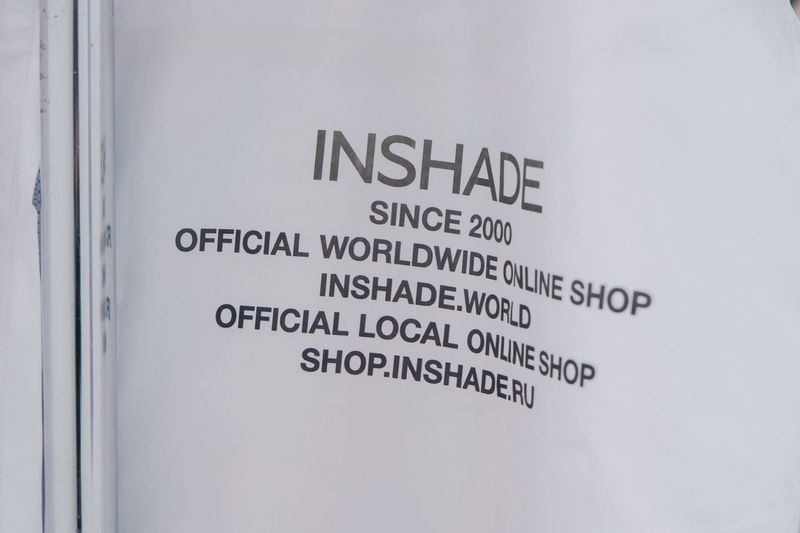 INSHADE
SINCE 2000
OFFICIAL WORLDWIDE ONLINE SHOP
INSHADE.WORLD
OFFICIAL LOCAL ONLINE SHOP
SHOP.INSHADE.RU